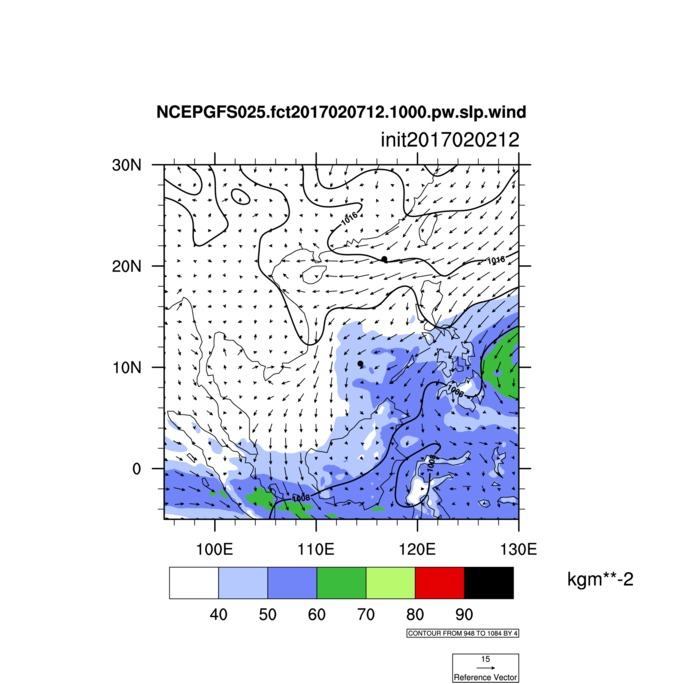 NCEPGFS025.fct2017020712.1000.pw.slp.wind
init2017020212
30N
1016
20N
1016
10N
1008
1008
0
1008
100E 110E 120E 130E
kgm**-2
40 50 60 70 80 90
CONTOUR FROM 948 TO 1084 BY 4
15
Reference Vector